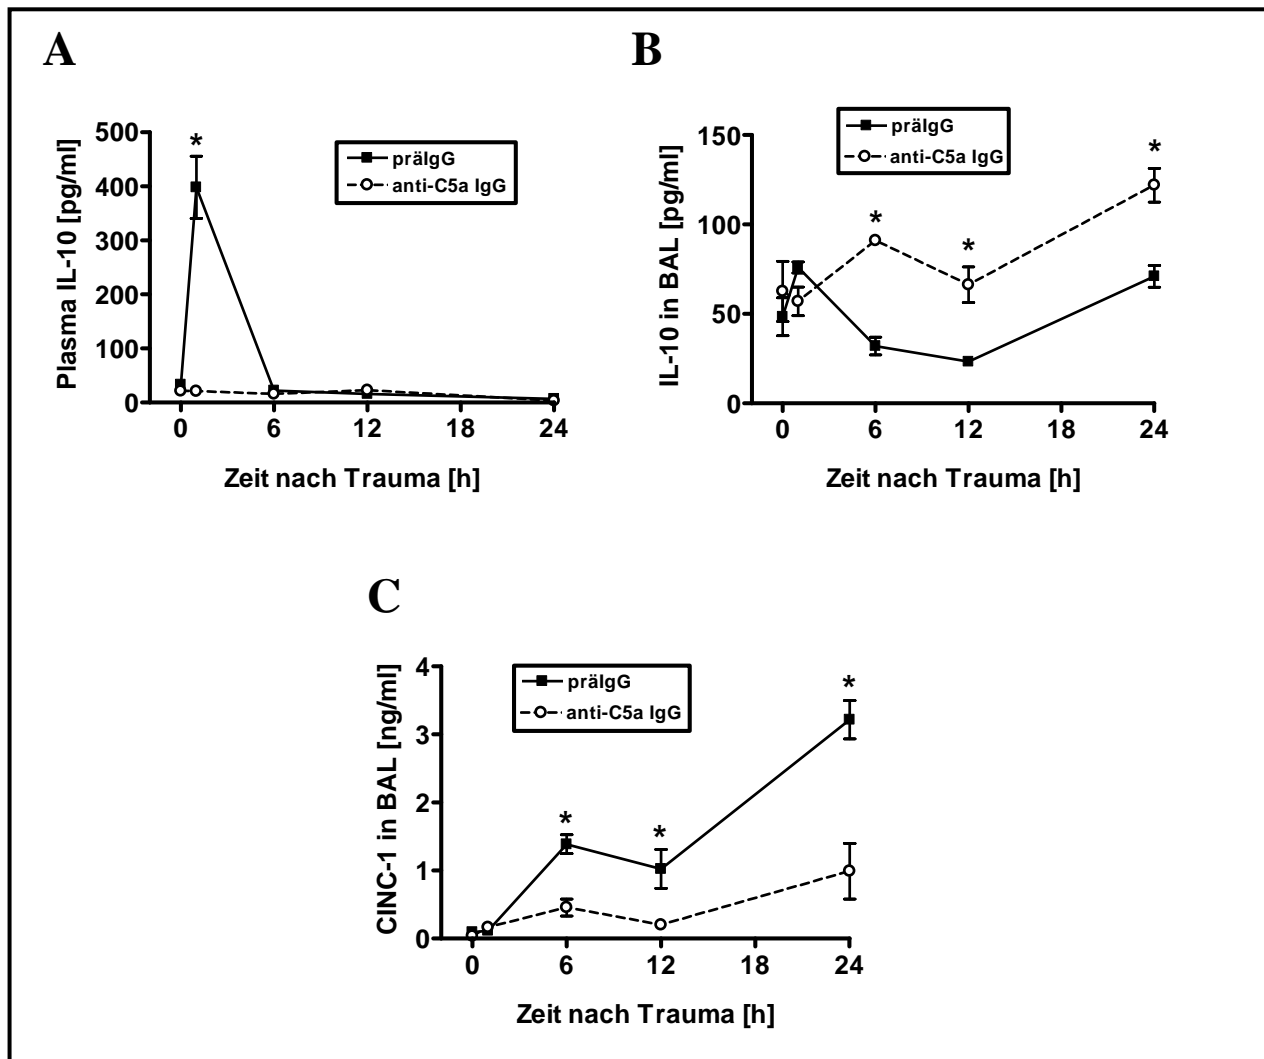 A
Plasma IL-10 [pg/ml]
500
400
300
200
100
0
*
präIgG
anti-C5a IgG
0 6 12 18 24
Zeit nach Trauma [h]
B
IL-10 in BAL [pg/ml]
150
100
50
0
präIgG
anti-C5a IgG
* * *
0 6 12 18 24
Zeit nach Trauma [h]
C
CINC-1 in BAL [ng/ml]
4
3
2
1
0
präIgG
anti-C5a IgG
* * *
0 6 12 18 24
Zeit nach Trauma [h]